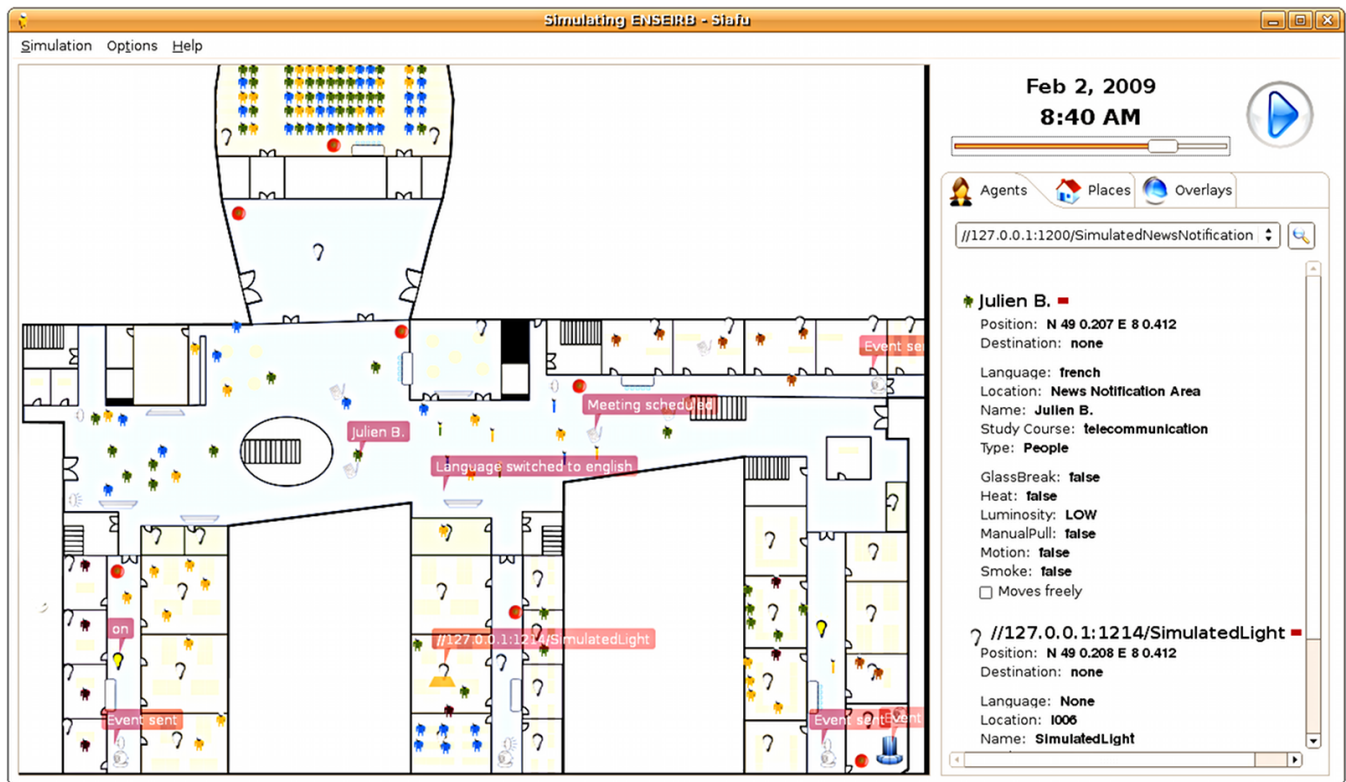 Simulating ENSEIRB - Siafu
Simulation Options Help
Feb 2, 2009
8:40 AM
Agents Places Overlays
//127.0.0.1:1200/SimulatedNewsNotification
Julien B.
Position: N 49 0.207 E 8 0.412
Destination: none
Language: french
Location: News Notification Area
Name: Julien B.
Study Course: telecommunication
Type: People
GlassBreak: false
Heat: false
Luminosity: LOW
ManualPull: false
Motion: false
Smoke: false
Moves freely
//127.0.0.1:1214/SimulatedLight
Position: N 49 0.208 E 8 0.412
Destination: none
Language: None
Location: I006
Name: SimulatedLight
Event se
Meeting scheduled
Julien B.
Language switched to english
on
//127.0.0.1:1214/SimulatedLight
Event sent
Event sent
Event